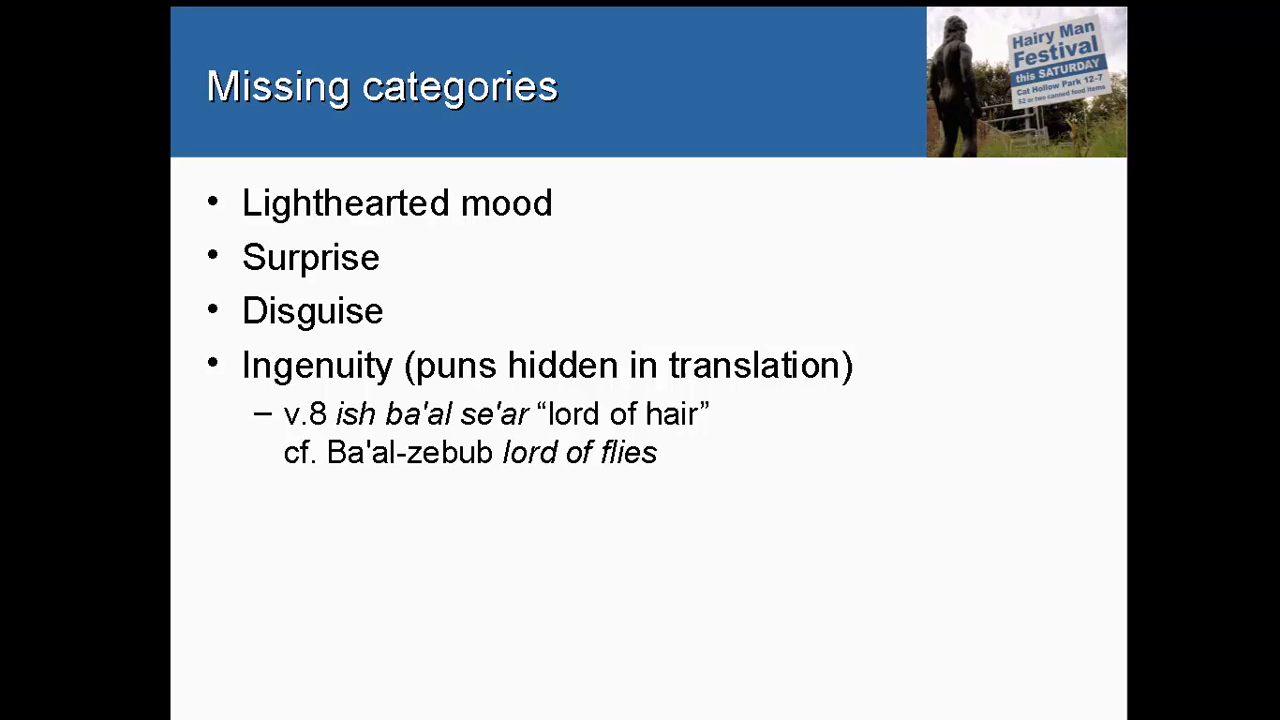 Missing categories
Hairy Man
Festival
this SATURDAY
Cat Hollow Park 12-7
$2 or two canned food items
• Lighthearted mood
• Surprise
• Disguise
• Ingenuity (puns hidden in translation)
– v.8 ish ba'al se'ar “lord of hair”
cf. Ba'al-zebub lord of flies